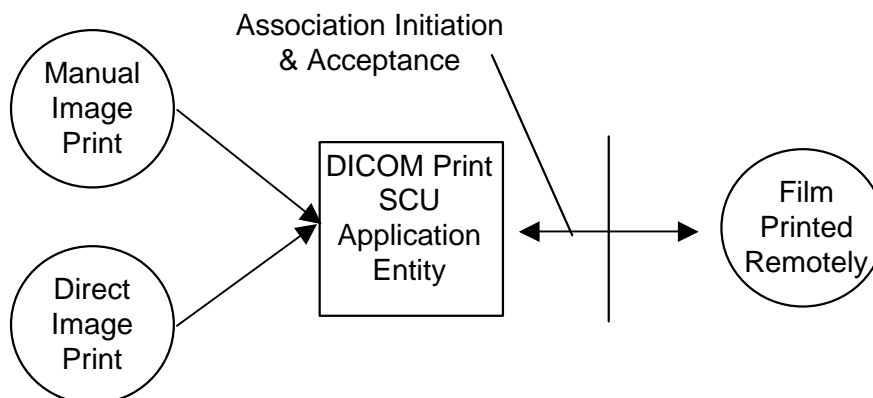 Association Initiation
& Acceptance
Manual
Image
Print
DICOM Print
SCU
Application
Entity
Film
Printed
Remotely
Direct
Image
Print